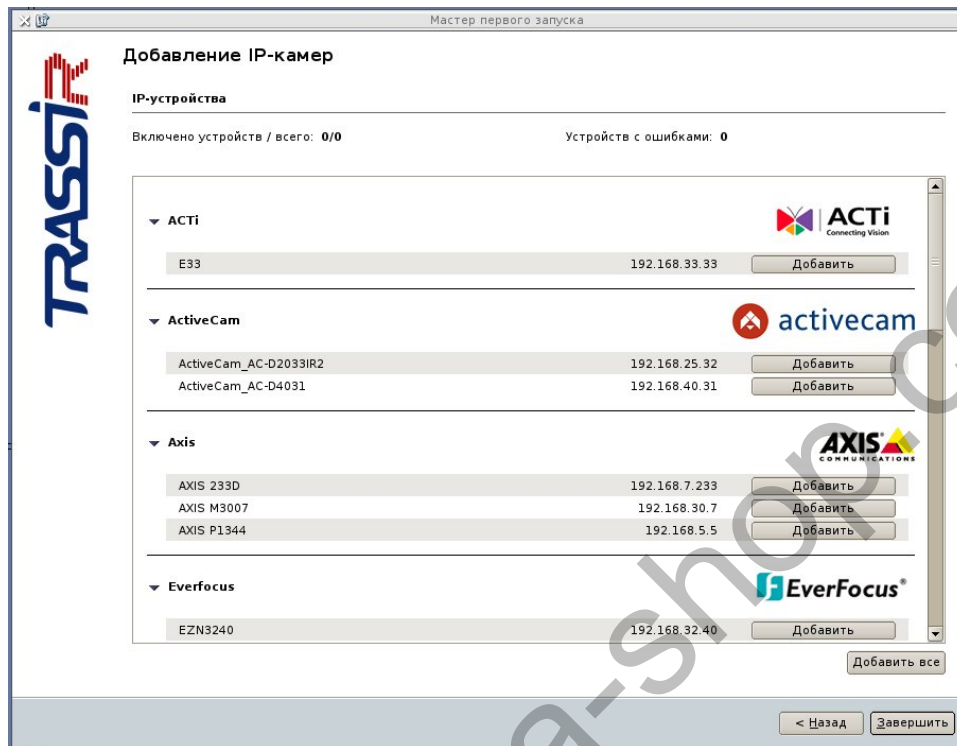 Мастер первого запуска
TRASSIR
Добавление IP-камер
IP-устройства
Включено устройств / всего: 0/0 Устройств с ошибками: 0
ACTi ACTi
Connecting Vision
E33 192.168.33.33 Добавить
ActiveCam activecam
ActiveCam_AC-D2033IR2 192.168.25.32 Добавить
ActiveCam_AC-D4031 192.168.40.31 Добавить
Axis AXIS
COMMUNICATIONS
AXIS 233D 192.168.7.233 Добавить
AXIS M3007 192.168.30.7 Добавить
AXIS P1344 192.168.5.5 Добавить
Everfocus EverFocus®
EZN3240 192.168.32.40 Добавить
Добавить все
< Назад Завершить
a-shop.c